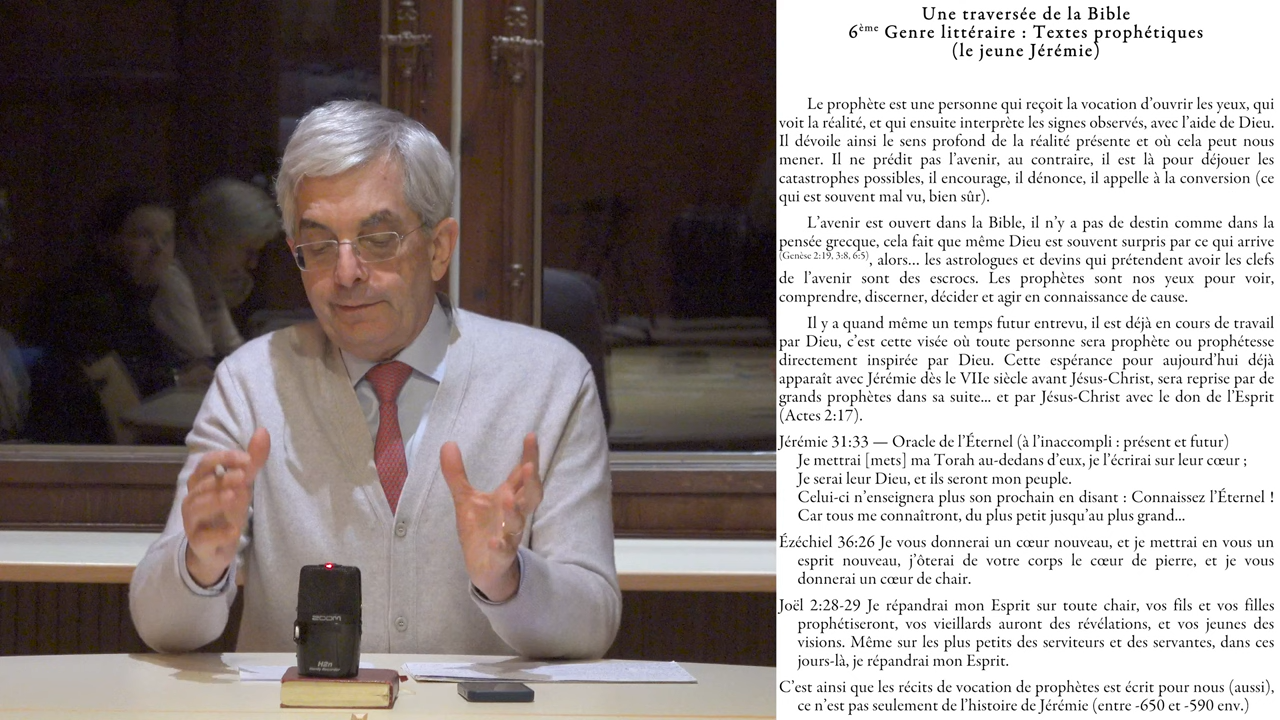 Une traversée de la Bible
6ème Genre littéraire : Textes prophétiques
(le jeune Jérémie)
Le prophète est une personne qui reçoit la vocation d'ouvrir les yeux, qui
voit la réalité, et qui ensuite interprète les signes observés, avec l'aide de Dieu.
Il dévoile ainsi le sens profond de la réalité présente et où cela peut nous
mener. Il ne prédit pas l'avenir, au contraire, il est là pour déjouer les
catastrophes possibles, il encourage, il dénonce, il appelle à la conversion (ce
qui est souvent mal vu, bien sûr).
L'avenir est ouvert dans la Bible, il n'y a pas de destin comme dans la
pensée grecque, cela fait que même Dieu est souvent surpris par ce qui arrive
(Genèse 2:19, 3:8, 6:5), alors... les astrologues et devins qui prétendent avoir les clefs
de l'avenir sont des escrocs. Les prophètes sont nos yeux pour voir,
comprendre, discerner, décider et agir en connaissance de cause.
Il y a quand même un temps futur entrevu, il est déjà en cours de travail
par Dieu, c'est cette visée où toute personne sera prophète ou prophétesse
directement inspirée par Dieu. Cette espérance pour aujourd'hui déjà
apparaît avec Jérémie dès le VIIe siècle avant Jésus-Christ, sera reprise par de
grands prophètes dans sa suite... et par Jésus-Christ avec le don de l'Esprit
(Actes 2:17).
Jérémie 31:33 — Oracle de l'Éternel (à l'inaccompli : présent et futur)
Je mettrai [mets] ma Torah au-dedans d'eux, je l'écrirai sur leur cœur ;
Je serai leur Dieu, et ils seront mon peuple.
Celui-ci n'enseignera plus son prochain en disant : Connaissez l'Éternel !
Car tous me connaîtront, du plus petit jusqu'au plus grand...
Ézéchiel 36:26 Je vous donnerai un cœur nouveau, et je mettrai en vous un
esprit nouveau, j'ôterai de votre corps le cœur de pierre, et je vous
donnerai un cœur de chair.
Joël 2:28-29 Je répandrai mon Esprit sur toute chair, vos fils et vos filles
prophétiseront, vos vieillards auront des révélations, et vos jeunes des
visions. Même sur les plus petits des serviteurs et des servantes, dans ces
jours-là, je répandrai mon Esprit.
C'est ainsi que les récits de vocation de prophètes est écrit pour nous (aussi),
ce n'est pas seulement de l'histoire de Jérémie (entre -650 et -590 env.)
zoom
H2n